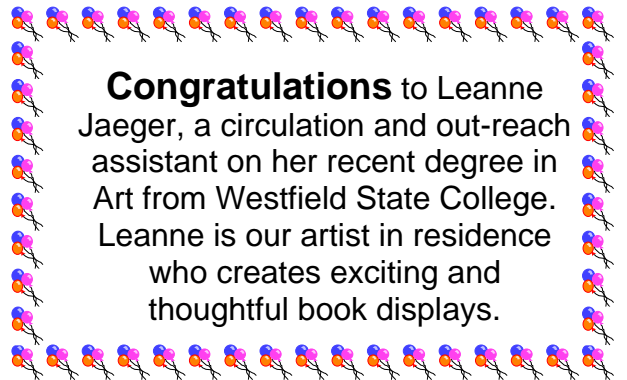 Congratulations to Leanne
Jaeger, a circulation and out-reach
assistant on her recent degree in
Art from Westfield State College.
Leanne is our artist in residence
who creates exciting and
thoughtful book displays.